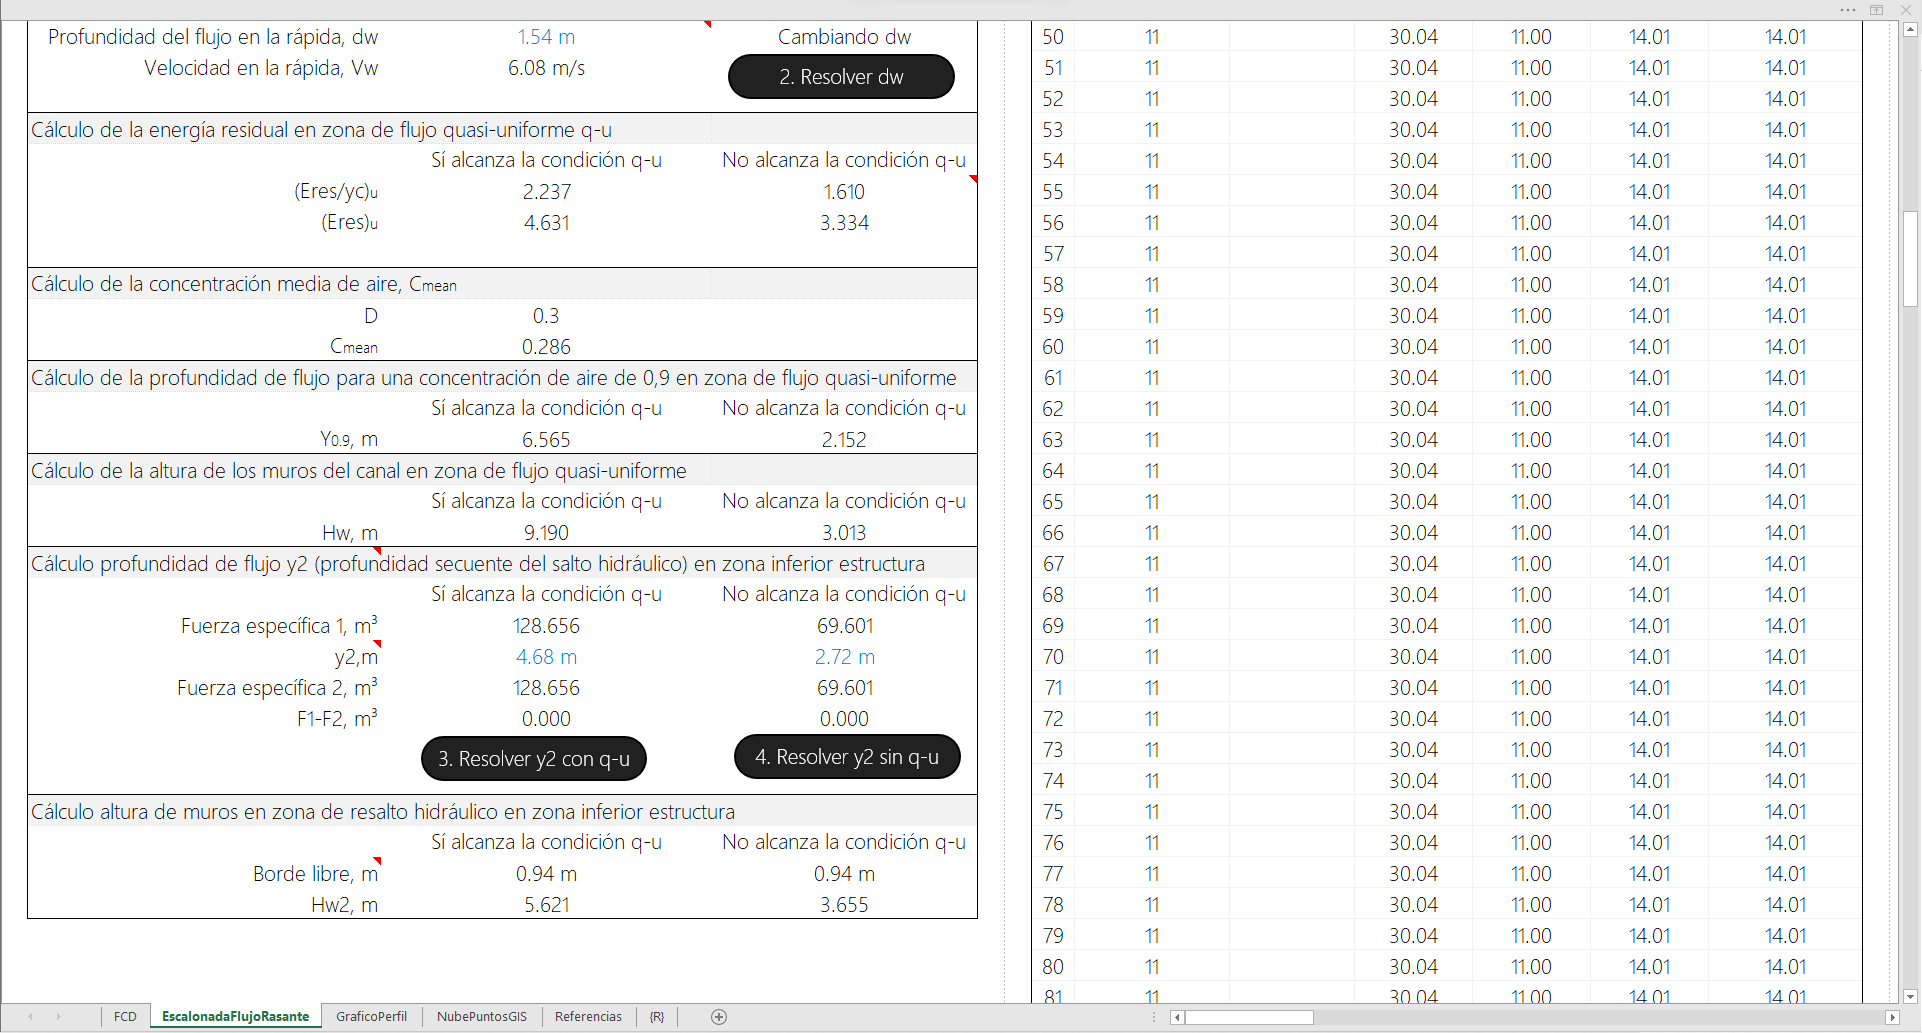 Profundidad del flujo en la rápida, dw 1.54 m Cambiando dw
Velocidad en la rápida, Vw 6.08 m/s
2. Resolver dw
Cálculo de la energía residual en zona de flujo quasi-uniforme q-u
Sí alcanza la condición q-u No alcanza la condición q-u
(Eres/yc)u 2.237 1.610
(Eres)u 4.631 3.334
Cálculo de la concentración media de aire, Cmean
D 0.3
Cmean 0.286
Cálculo de la profundidad de flujo para una concentración de aire de 0,9 en zona de flujo quasi-uniforme
Sí alcanza la condición q-u No alcanza la condición q-u
Y0.9, m 6.565 2.152
Cálculo de la altura de los muros del canal en zona de flujo quasi-uniforme
Sí alcanza la condición q-u No alcanza la condición q-u
Hw, m 9.190 3.013
Cálculo profundidad de flujo y2 (profundidad secuente del salto hidráulico) en zona inferior estructura
Sí alcanza la condición q-u No alcanza la condición q-u
Fuerza específica 1, m³ 128.656 69.601
y2,m 4.68 m 2.72 m
Fuerza específica 2, m³ 128.656 69.601
F1-F2, m³ 0.000 0.000
3. Resolver y2 con q-u 4. Resolver y2 sin q-u
Cálculo altura de muros en zona de resalto hidráulico en zona inferior estructura
Sí alcanza la condición q-u No alcanza la condición q-u
Borde libre, m 0.94 m 0.94 m
Hw2, m 5.621 3.655
50 11 30.04 11.00 14.01 14.01
51 11 30.04 11.00 14.01 14.01
52 11 30.04 11.00 14.01 14.01
53 11 30.04 11.00 14.01 14.01
54 11 30.04 11.00 14.01 14.01
55 11 30.04 11.00 14.01 14.01
56 11 30.04 11.00 14.01 14.01
57 11 30.04 11.00 14.01 14.01
58 11 30.04 11.00 14.01 14.01
59 11 30.04 11.00 14.01 14.01
60 11 30.04 11.00 14.01 14.01
61 11 30.04 11.00 14.01 14.01
62 11 30.04 11.00 14.01 14.01
63 11 30.04 11.00 14.01 14.01
64 11 30.04 11.00 14.01 14.01
65 11 30.04 11.00 14.01 14.01
66 11 30.04 11.00 14.01 14.01
67 11 30.04 11.00 14.01 14.01
68 11 30.04 11.00 14.01 14.01
69 11 30.04 11.00 14.01 14.01
70 11 30.04 11.00 14.01 14.01
71 11 30.04 11.00 14.01 14.01
72 11 30.04 11.00 14.01 14.01
73 11 30.04 11.00 14.01 14.01
74 11 30.04 11.00 14.01 14.01
75 11 30.04 11.00 14.01 14.01
76 11 30.04 11.00 14.01 14.01
77 11 30.04 11.00 14.01 14.01
78 11 30.04 11.00 14.01 14.01
79 11 30.04 11.00 14.01 14.01
80 11 30.04 11.00 14.01 14.01
81 11 30.04 11.00 14.01 14.01
FCD EscalonadaFlujoRasante GraficoPerfil NubePuntosGIS Referencias {R}